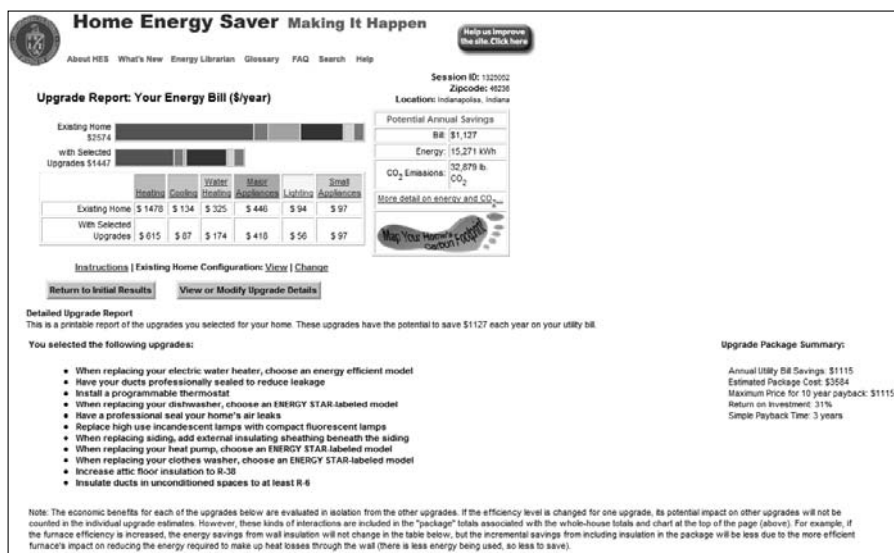 Home Energy Saver Making It Happen
Help us improve
the site. Click here
About HES What's New Energy Librarian Glossary FAQ Search Help
Session ID: 1325052
Zipcode: 46236
Location: Indianapolis, Indiana
Upgrade Report: Your Energy Bill ($/year)
Potential Annual Savings
Existing Home
$2574
Bill: $1,127
with Selected
Upgrades $1447
Energy: 15,271 kWh
CO2 Emissions: 32,879 lb.
CO2
Heating Cooling Water Heating Major Appliances Lighting Small Appliances
More detail on energy and CO2...
Existing Home $ 1478 $ 134 $ 325 $ 446 $ 94 $ 97
With Selected
Upgrades $ 615 $ 87 $ 174 $ 418 $ 56 $ 97
Map Your Home's Carbon Footprint
Instructions | Existing Home Configuration: View | Change
Return to Initial Results View or Modify Upgrade Details
Detailed Upgrade Report
This is a printable report of the upgrades you selected for your home. These upgrades have the potential to save $1127 each year on your utility bill.
You selected the following upgrades:
Upgrade Package Summary:
• When replacing your electric water heater, choose an energy efficient model
• Have your ducts professionally sealed to reduce leakage
• Install a programmable thermostat
• When replacing your dishwasher, choose an ENERGY STAR-labeled model
• Have a professional seal your home's air leaks
• Replace high use incandescent lamps with compact fluorescent lamps
• When replacing siding, add external insulating sheathing beneath the siding
• When replacing your heat pump, choose an ENERGY STAR-labeled model
• When replacing your clothes washer, choose an ENERGY STAR-labeled model
• Increase attic floor insulation to R-38
• Insulate ducts in unconditioned spaces to at least R-6
Annual Utility Bill Savings: $1115
Estimated Package Cost: $3584
Maximum Price for 10 year payback: $1115
Return on Investment: 31%
Simple Payback Time: 3 years
Note: The economic benefits for each of the upgrades below are evaluated in isolation from the other upgrades. If the efficiency level is changed for one upgrade, its potential impact on other upgrades will not be
counted in the individual upgrade estimates. However, these kinds of interactions are included in the "package" totals associated with the whole-house totals and chart at the top of the page (above). For example, if
the furnace efficiency is increased, the energy savings from wall insulation will not change in the table below, but the incremental savings from including insulation in the package will be less due to the more efficient
furnace's impact on reducing the energy required to make up heat losses through the wall (there is less energy being used, so less to save).